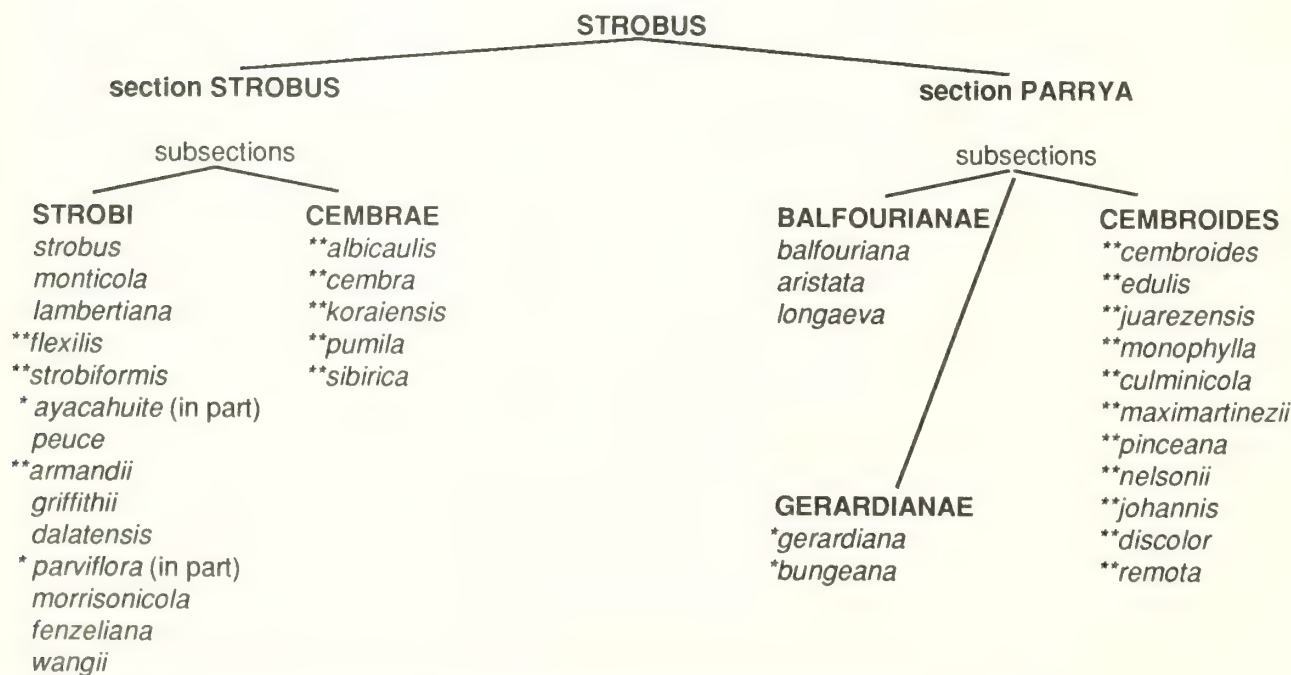 STROBUS
section STROBUS
subsections
STROBI
strobus
monticola
lambertiana
**flexilis
**strobiformis
* ayacahuite (in part)
peuce
**armandii
griffithii
dalatensis
* parviflora (in part)
morrisonicola
fenzeliana
wangii
CEMBRAE
**albicaulis
**cembra
**koraiensis
**pumila
**sibirica
section PARRYA
subsections
BALFOURIANAE
balfouriana
aristata
longaeva
GERARDIANAE
*gerardiana
*bungeana
CEMBROIDES
**cembroides
**edulis
**juarezensis
**monophylla
**culminicola
**maximartinezii
**pinceana
**nelsonii
**johannis
**discolor
**remota